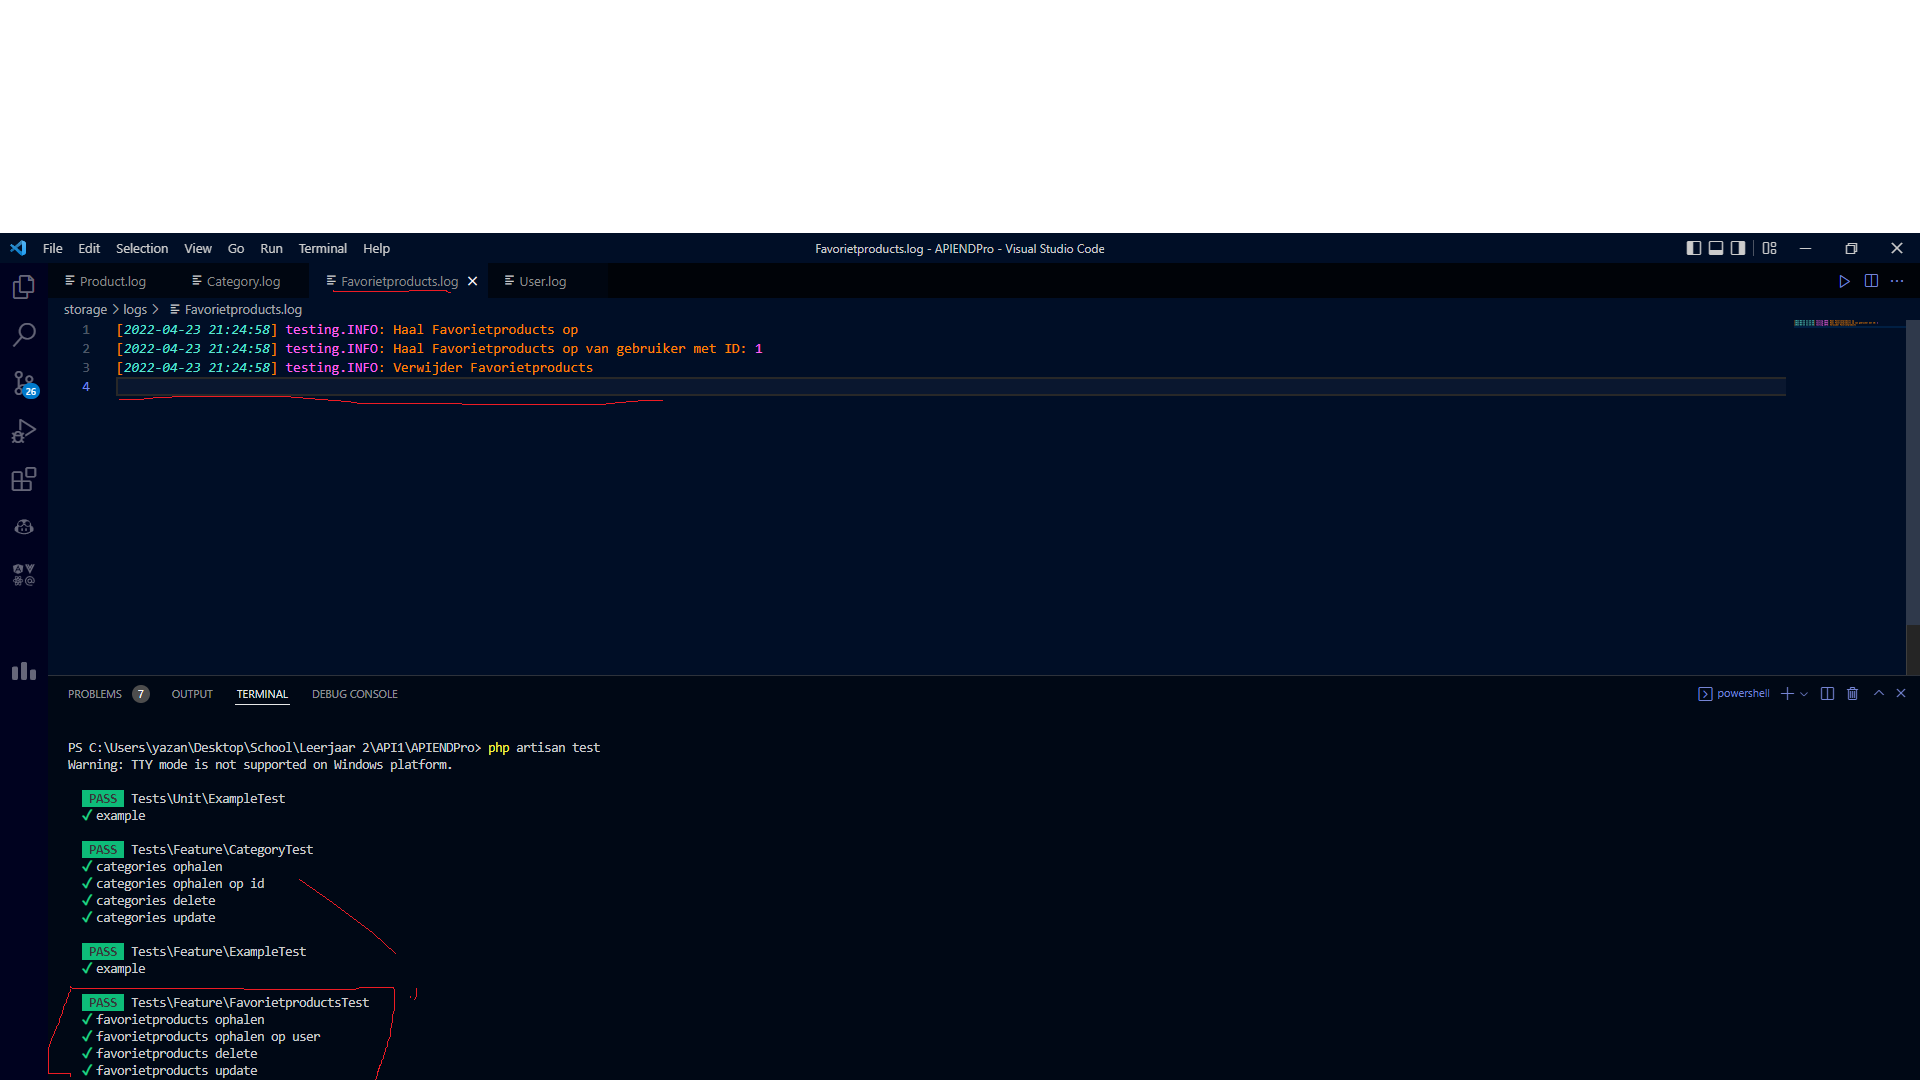 File Edit Selection View Go Run Terminal Help
Favorietproducts.log - APIENDPro - Visual Studio Code
Product.log Category.log Favorietproducts.log User.log
storage > logs > Favorietproducts.log
1 [2022-04-23 21:24:58] testing.INFO: Haal Favorietproducts op
2 [2022-04-23 21:24:58] testing.INFO: Haal Favorietproducts op van gebruiker met ID: 1
3 [2022-04-23 21:24:58] testing.INFO: Verwijder Favorietproducts
4
26
PROBLEMS 7 OUTPUT TERMINAL DEBUG CONSOLE
powershell
PS C:\Users\yazan\Desktop\School\Leerjaar 2\API1\APIENDPro> php artisan test
Warning: TTY mode is not supported on Windows platform.
PASS Tests\Unit\ExampleTest
✓ example
PASS Tests\Feature\CategoryTest
✓ categories ophalen
✓ categories ophalen op id
✓ categories delete
✓ categories update
PASS Tests\Feature\ExampleTest
✓ example
PASS Tests\Feature\FavorietproductsTest
✓ favorietproducts ophalen
✓ favorietproducts ophalen op user
✓ favorietproducts delete
✓ favorietproducts update